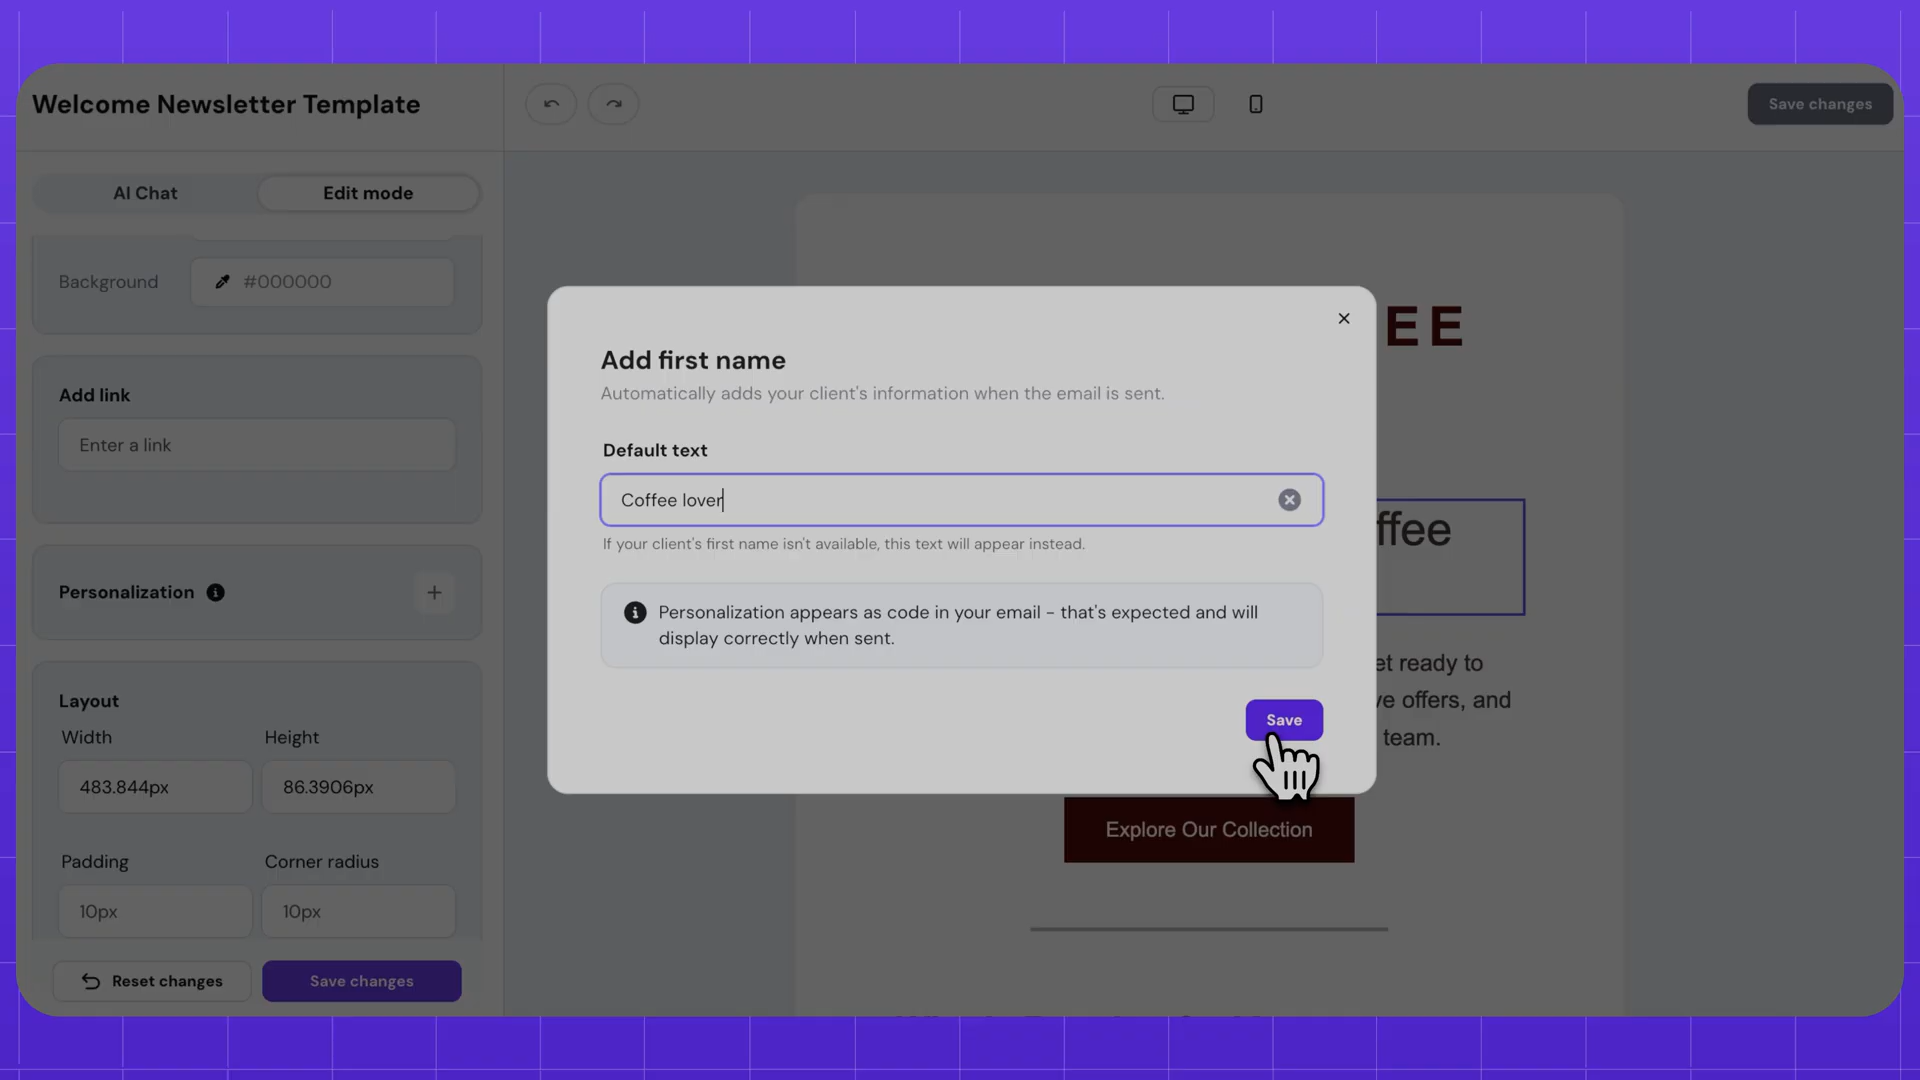 Welcome Newsletter Template
Save changes
AI Chat
Edit mode
Background
#000000
Add link
Enter a link
Personalization
Layout
Width
Height
483.844px
86.3906px
Padding
Corner radius
10px
10px
Reset changes
Save changes
EE
ffee
et ready to
ve offers, and
team.
Explore Our Collection
Add first name
Automatically adds your client's information when the email is sent.
Default text
Coffee lover
If your client's first name isn't available, this text will appear instead.
Personalization appears as code in your email - that's expected and will
display correctly when sent.
Save